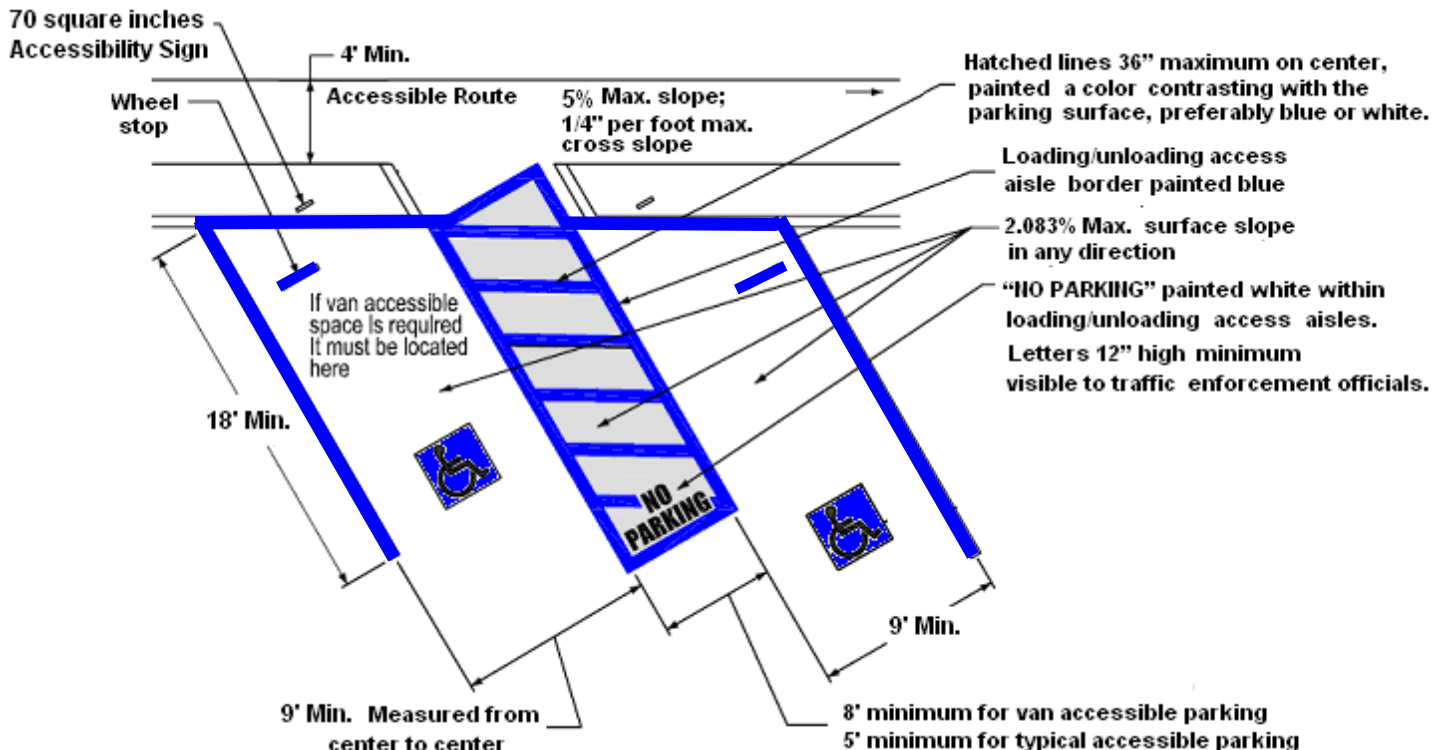 70 square inches
Accessibility Sign
4' Min.
Wheel
stop
Accessible Route
5% Max. slope;
1/4" per foot max.
cross slope
Hatched lines 36" maximum on center,
painted a color contrasting with the
parking surface, preferably blue or white.
Loading/unloading access
aisle border painted blue
2.083% Max. surface slope
in any direction
"NO PARKING" painted white within
loading/unloading access aisles.
Letters 12" high minimum
visible to traffic enforcement officials.
If van accessible
space Is required
It must be located
here
18' Min.
NO
PARKING
9' Min.
9' Min. Measured from
center to center
8' minimum for van accessible parking
5' minimum for typical accessible parking